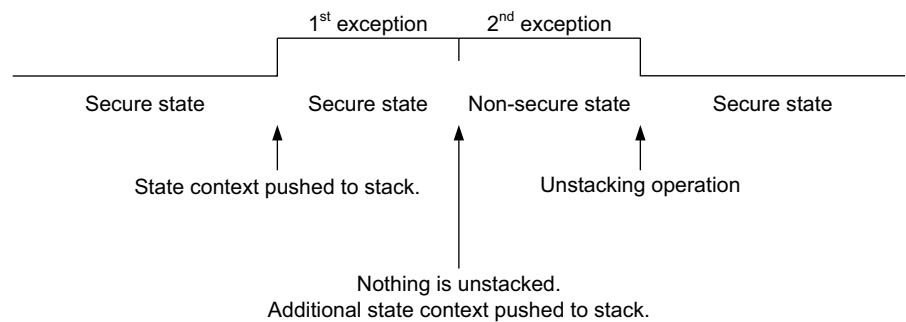 1st exception 2nd exception
Secure state Secure state Non-secure state Secure state
State context pushed to stack. Unstacking operation
Nothing is unstacked.
Additional state context pushed to stack.